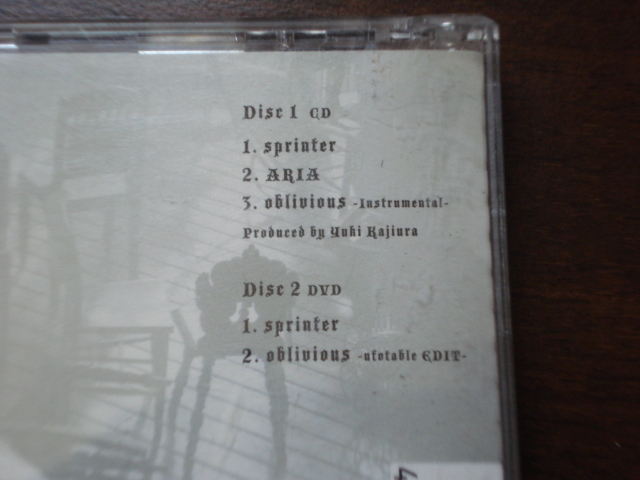 Disc 1 CD
1. sprinter
2. ARIA
3. oblivious -Instrumental-
Produced by Yuki Kajiura
Disc 2 DVD
1. sprinter
2. oblivious -ufotable EDIT-
4